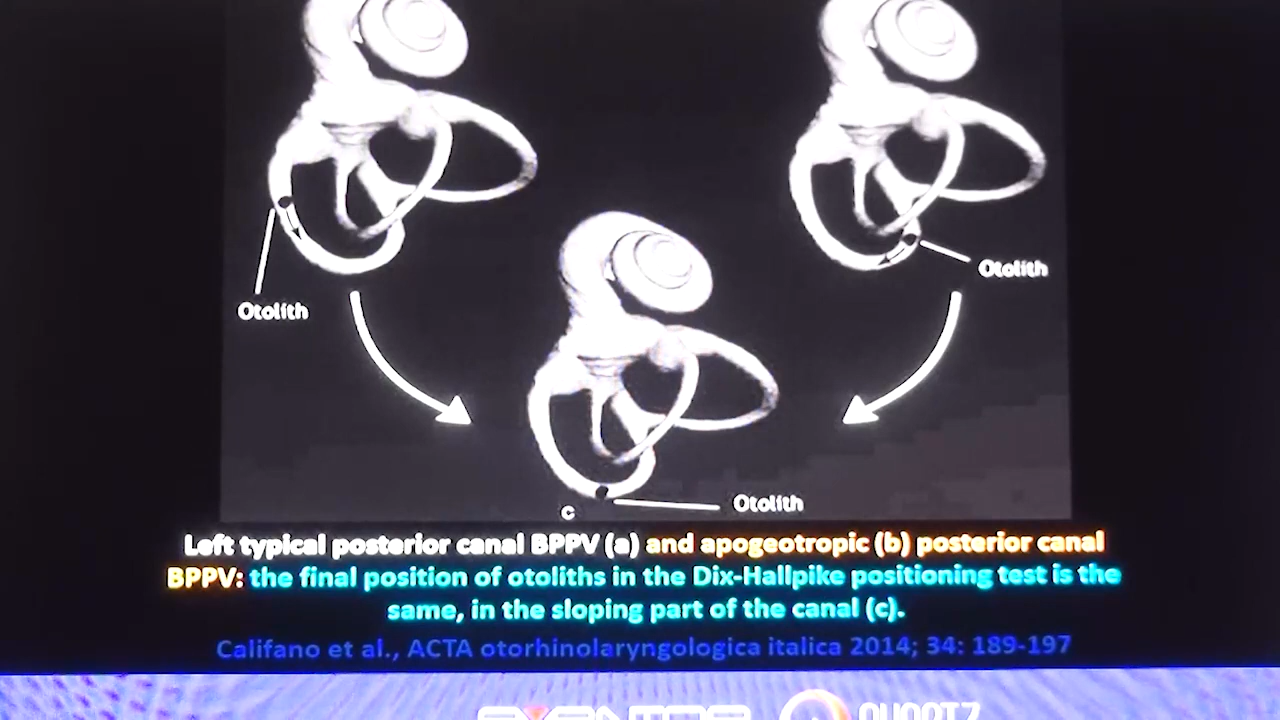 Otolith
Otolith
Otolith
c
Left typical posterior canal BPPV (a) and apogeotropic (b) posterior canal
BPPV: the final position of otoliths in the Dix-Hallpike positioning test is the
same, in the sloping part of the canal (c).
Califano et al., ACTA otorhinolaryngologica italica 2014; 34: 189-197